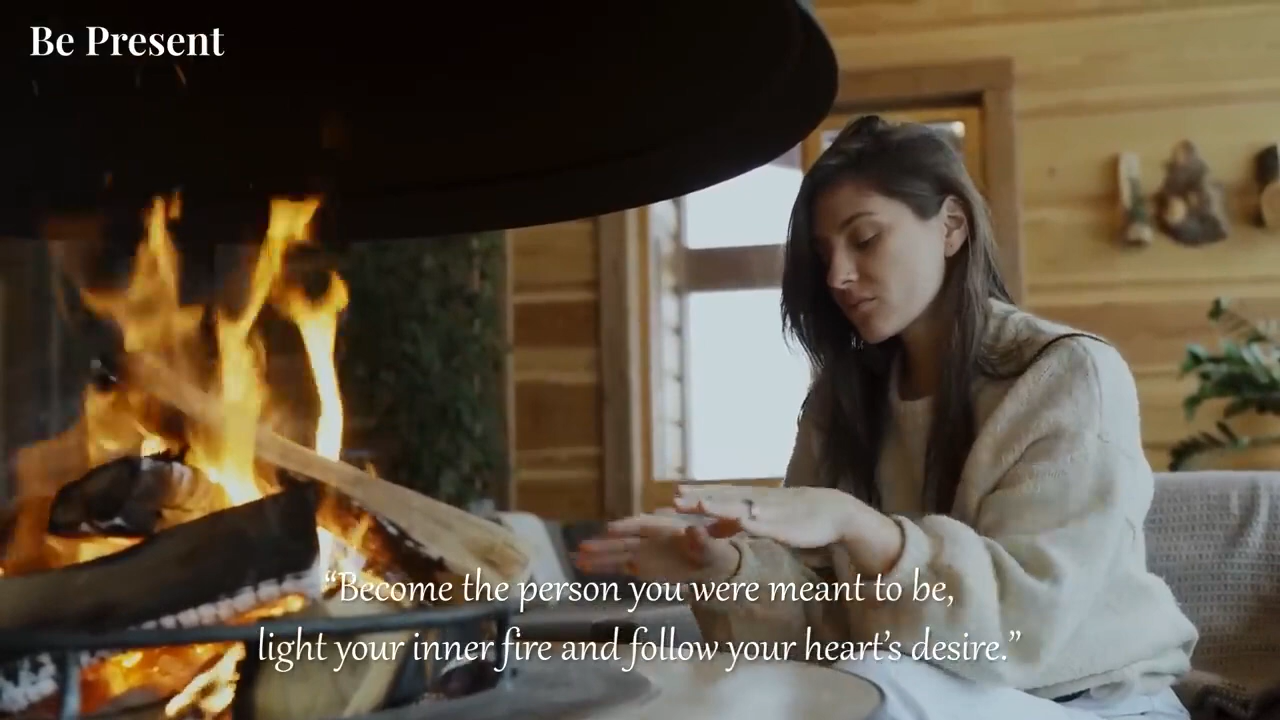 Be Present
“Become the person you were meant to be,
light your inner fire and follow your heart’s desire.”